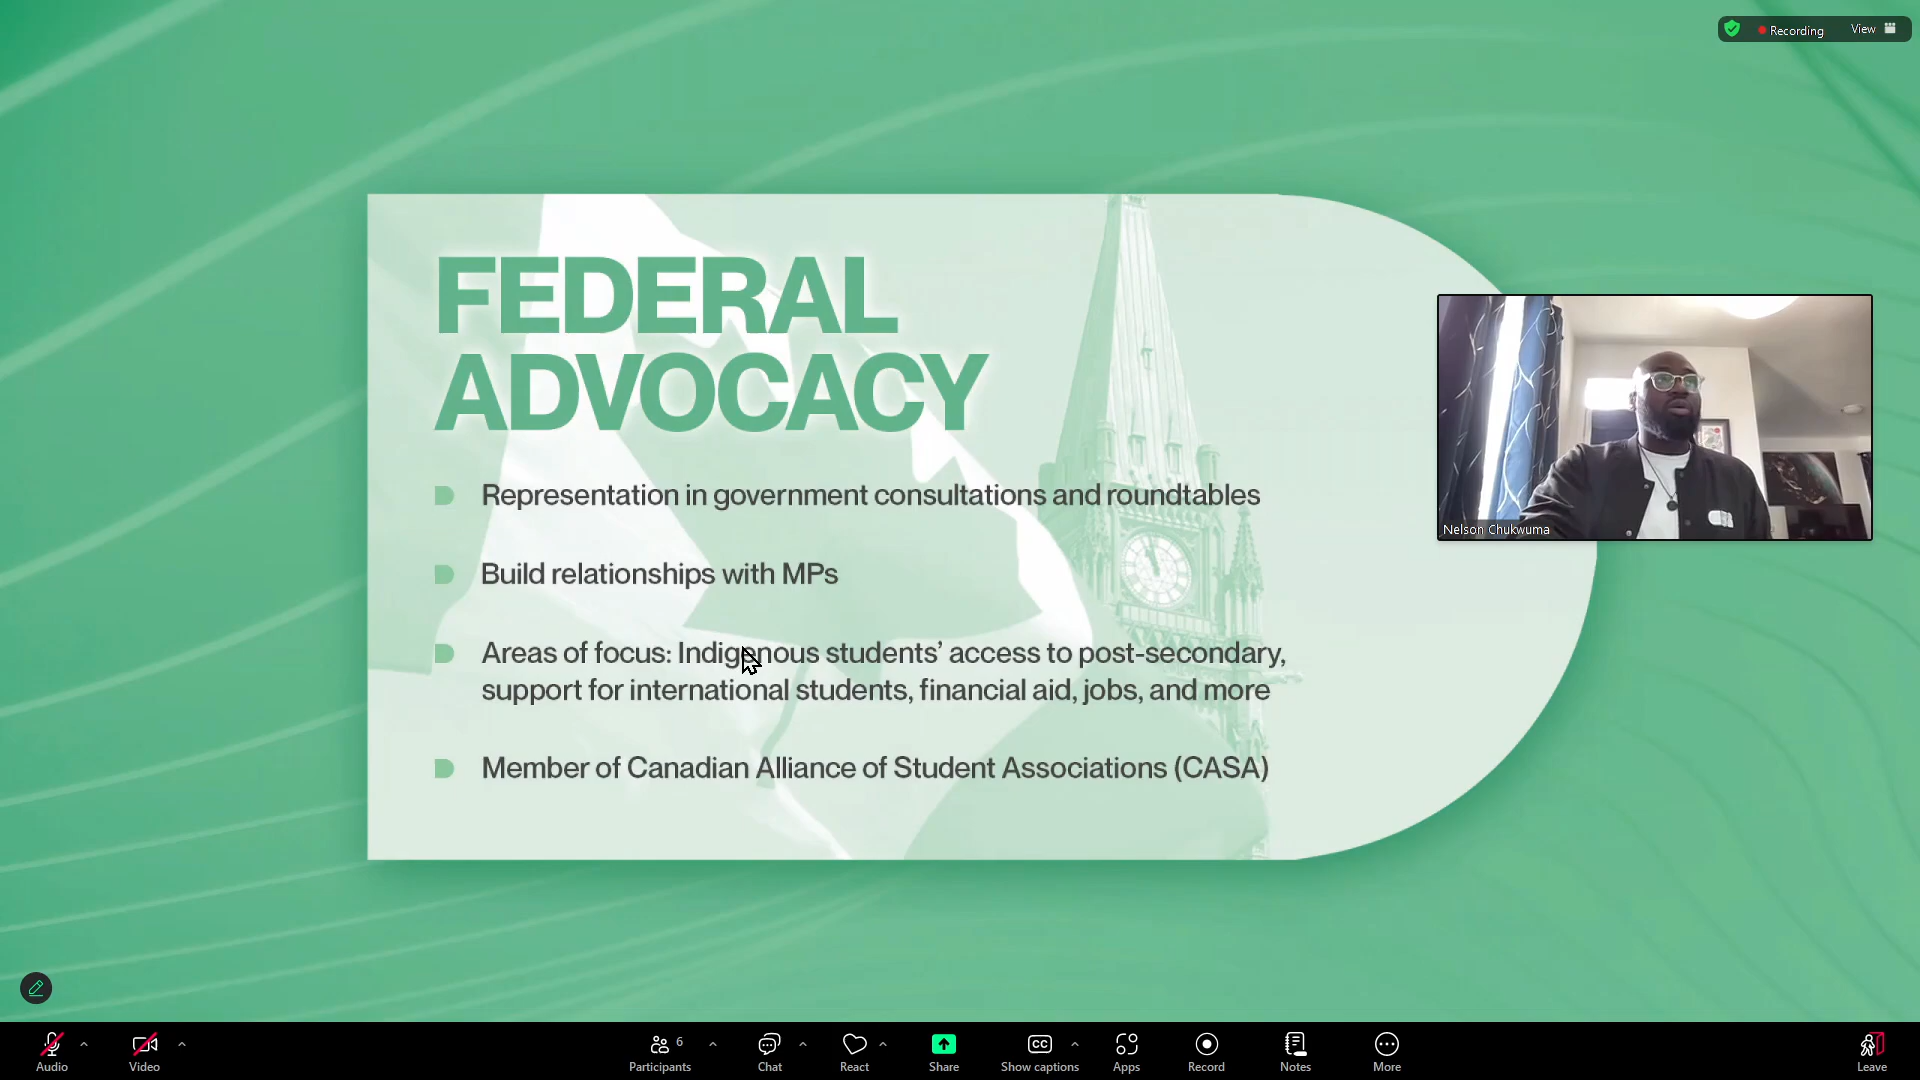 Recording
View
FEDERAL
ADVOCACY
Representation in government consultations and roundtables
Build relationships with MPs
Areas of focus: Indigenous students’ access to post-secondary,
support for international students, financial aid, jobs, and more
Member of Canadian Alliance of Student Associations (CASA)
Nelson Chukwuma
Audio
Video
6
Participants
Chat
React
Share
CC
Show captions
Apps
Record
Notes
More
Leave